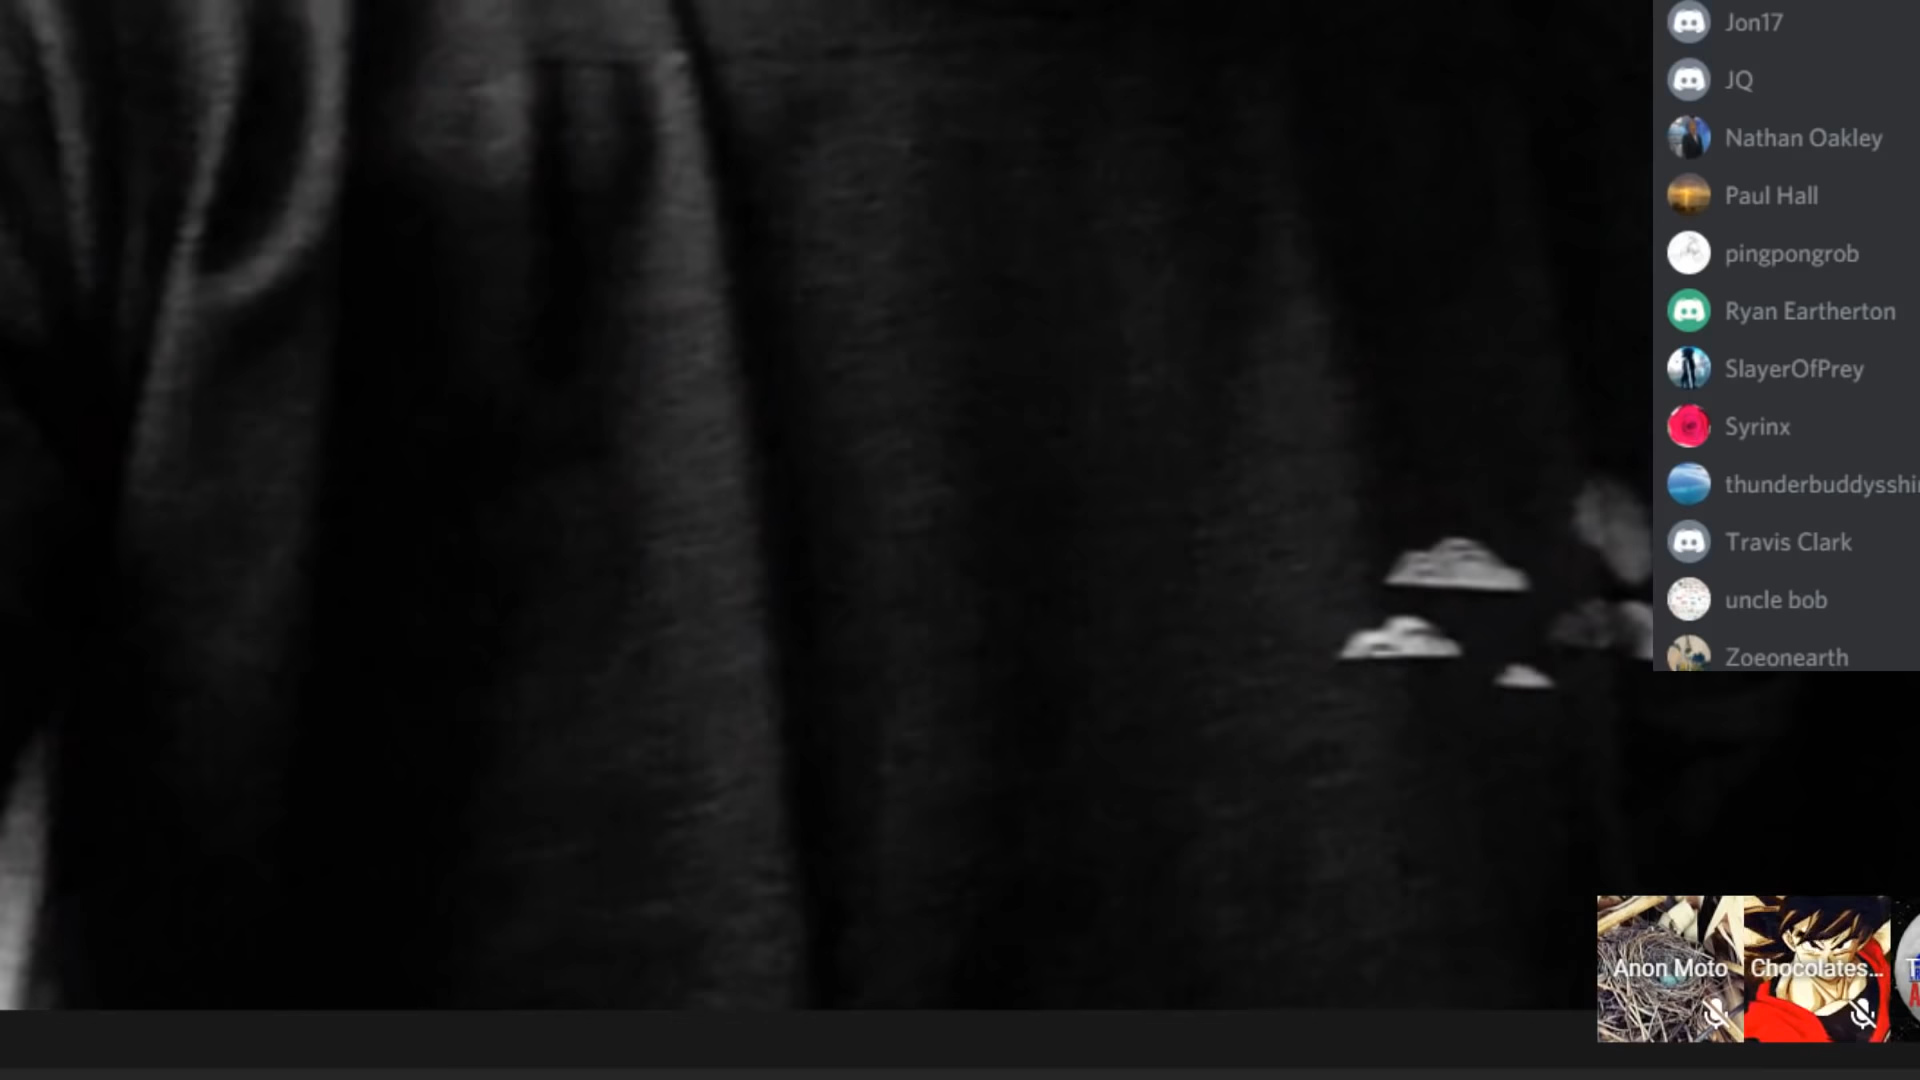 Jon17
JQ
Nathan Oakley
Paul Hall
pingpongrob
Ryan Eartherton
SlayerOfPrey
Syrinx
thunderbuddysshi
Travis Clark
uncle bob
Zoeonearth
Anon Moto
Chocolates...